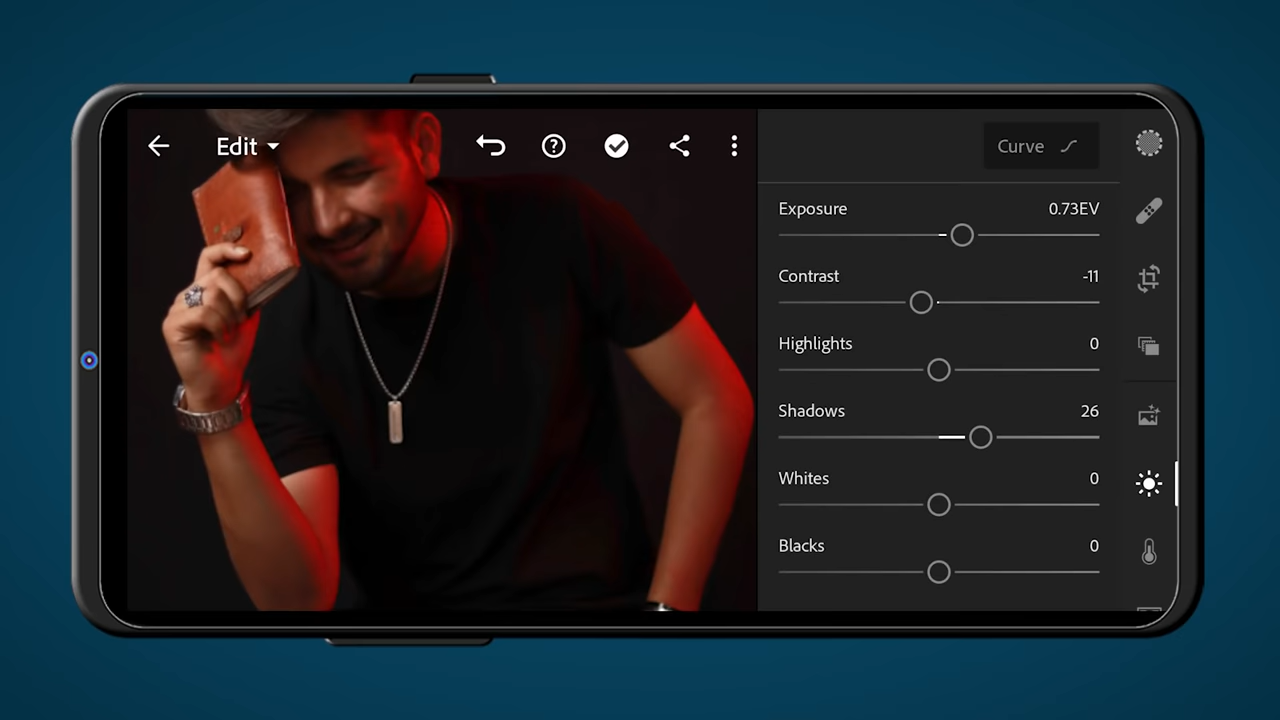 Edit
Curve
Exposure 0.73EV
Contrast -11
Highlights 0
Shadows 26
Whites 0
Blacks 0